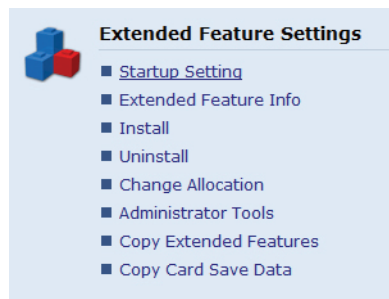 Extended Feature Settings
Startup Setting
Extended Feature Info
Install
Uninstall
Change Allocation
Administrator Tools
Copy Extended Features
Copy Card Save Data